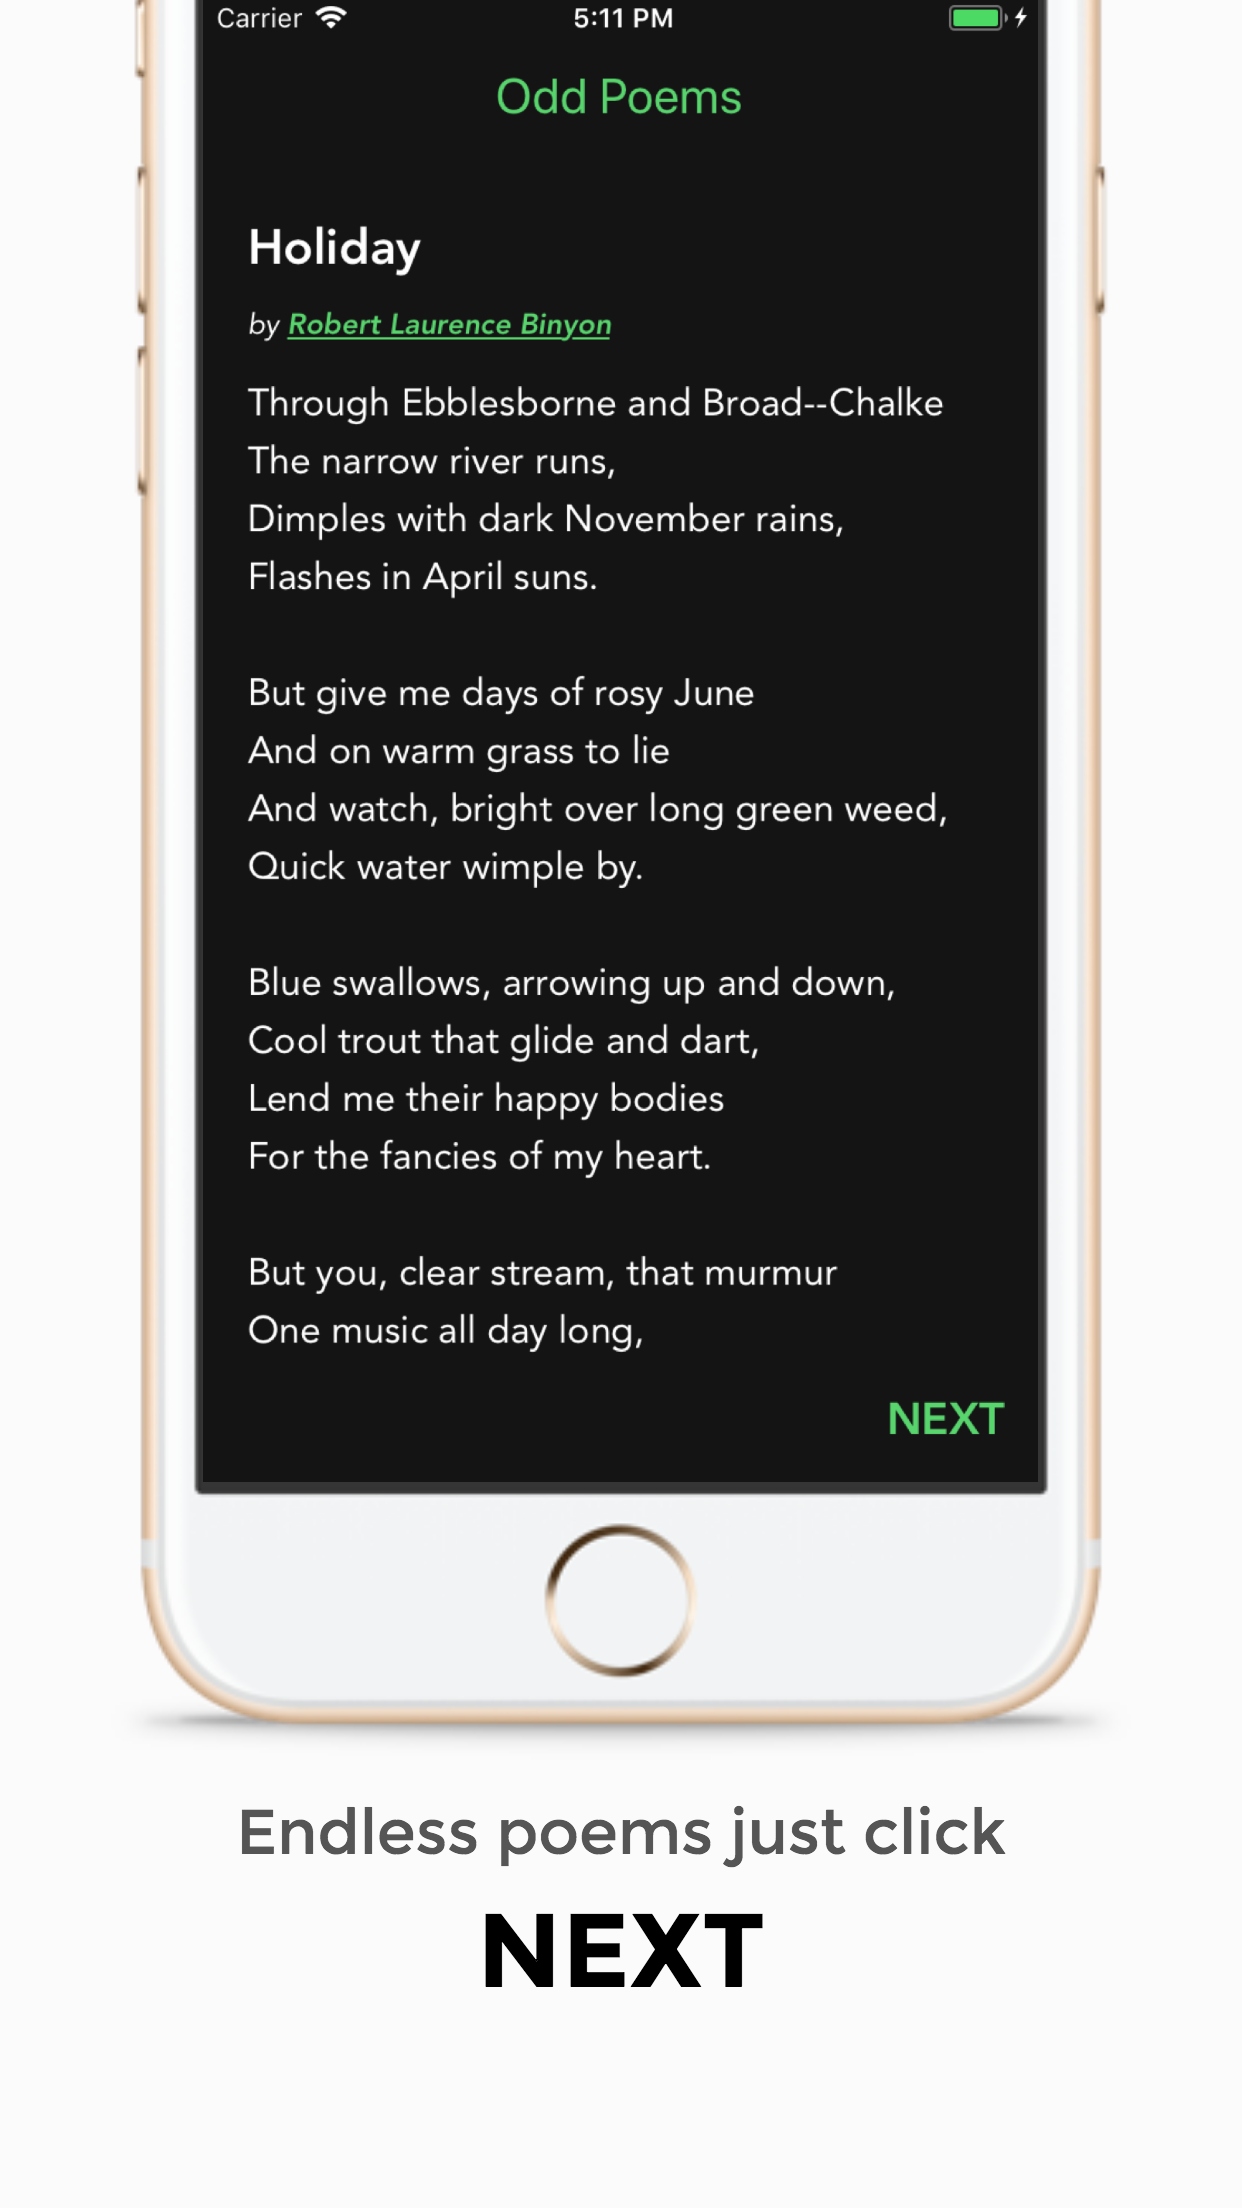 Carrier 5:11 PM
Odd Poems
Holiday
by Robert Laurence Binyon
Through Ebblesborne and Broad--Chalke
The narrow river runs,
Dimples with dark November rains,
Flashes in April suns.
But give me days of rosy June
And on warm grass to lie
And watch, bright over long green weed,
Quick water wimple by.
Blue swallows, arrowing up and down,
Cool trout that glide and dart,
Lend me their happy bodies
For the fancies of my heart.
But you, clear stream, that murmur
One music all day long,
NEXT
Endless poems just click
NEXT